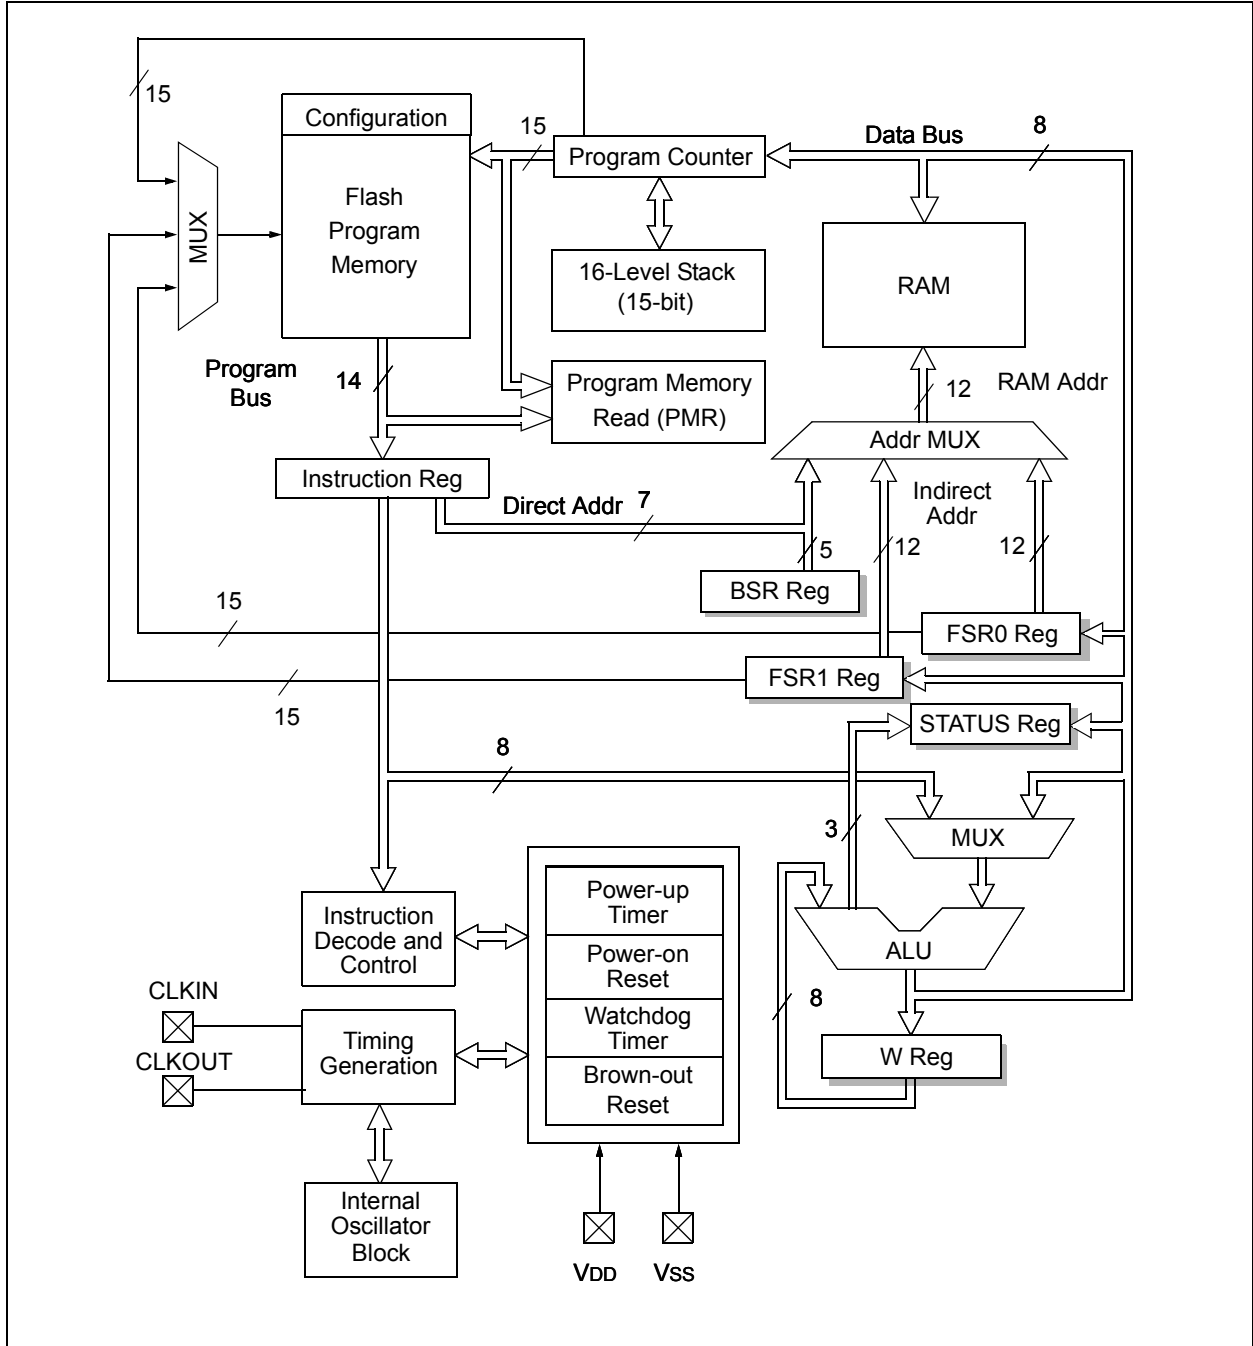 15
Configuration
Flash
Program
Memory
MUX
15
Program Counter
Data Bus
8
16-Level Stack
(15-bit)
RAM
Program
Bus
14
Program Memory
Read (PMR)
12
RAM Addr
Addr MUX
Instruction Reg
Direct Addr
7
Indirect
Addr
5
12
12
BSR Reg
15
FSR0 Reg
FSR1 Reg
15
STATUS Reg
8
3
MUX
Power-up
Timer
Instruction
Decode and
Control
ALU
Power-on
Reset
8
CLKIN
Watchdog
Timer
Timing
Generation
CLKOUT
W Reg
Brown-out
Reset
Internal
Oscillator
Block
VDD
VSS